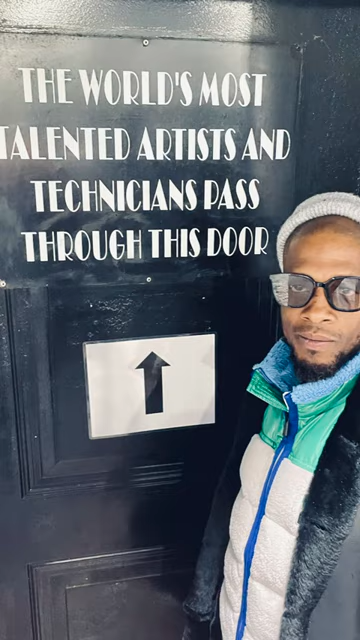 THE WORLD'S MOST
TALENTED ARTISTS AND
TECHNICIANS PASS
THROUGH THIS DOOR